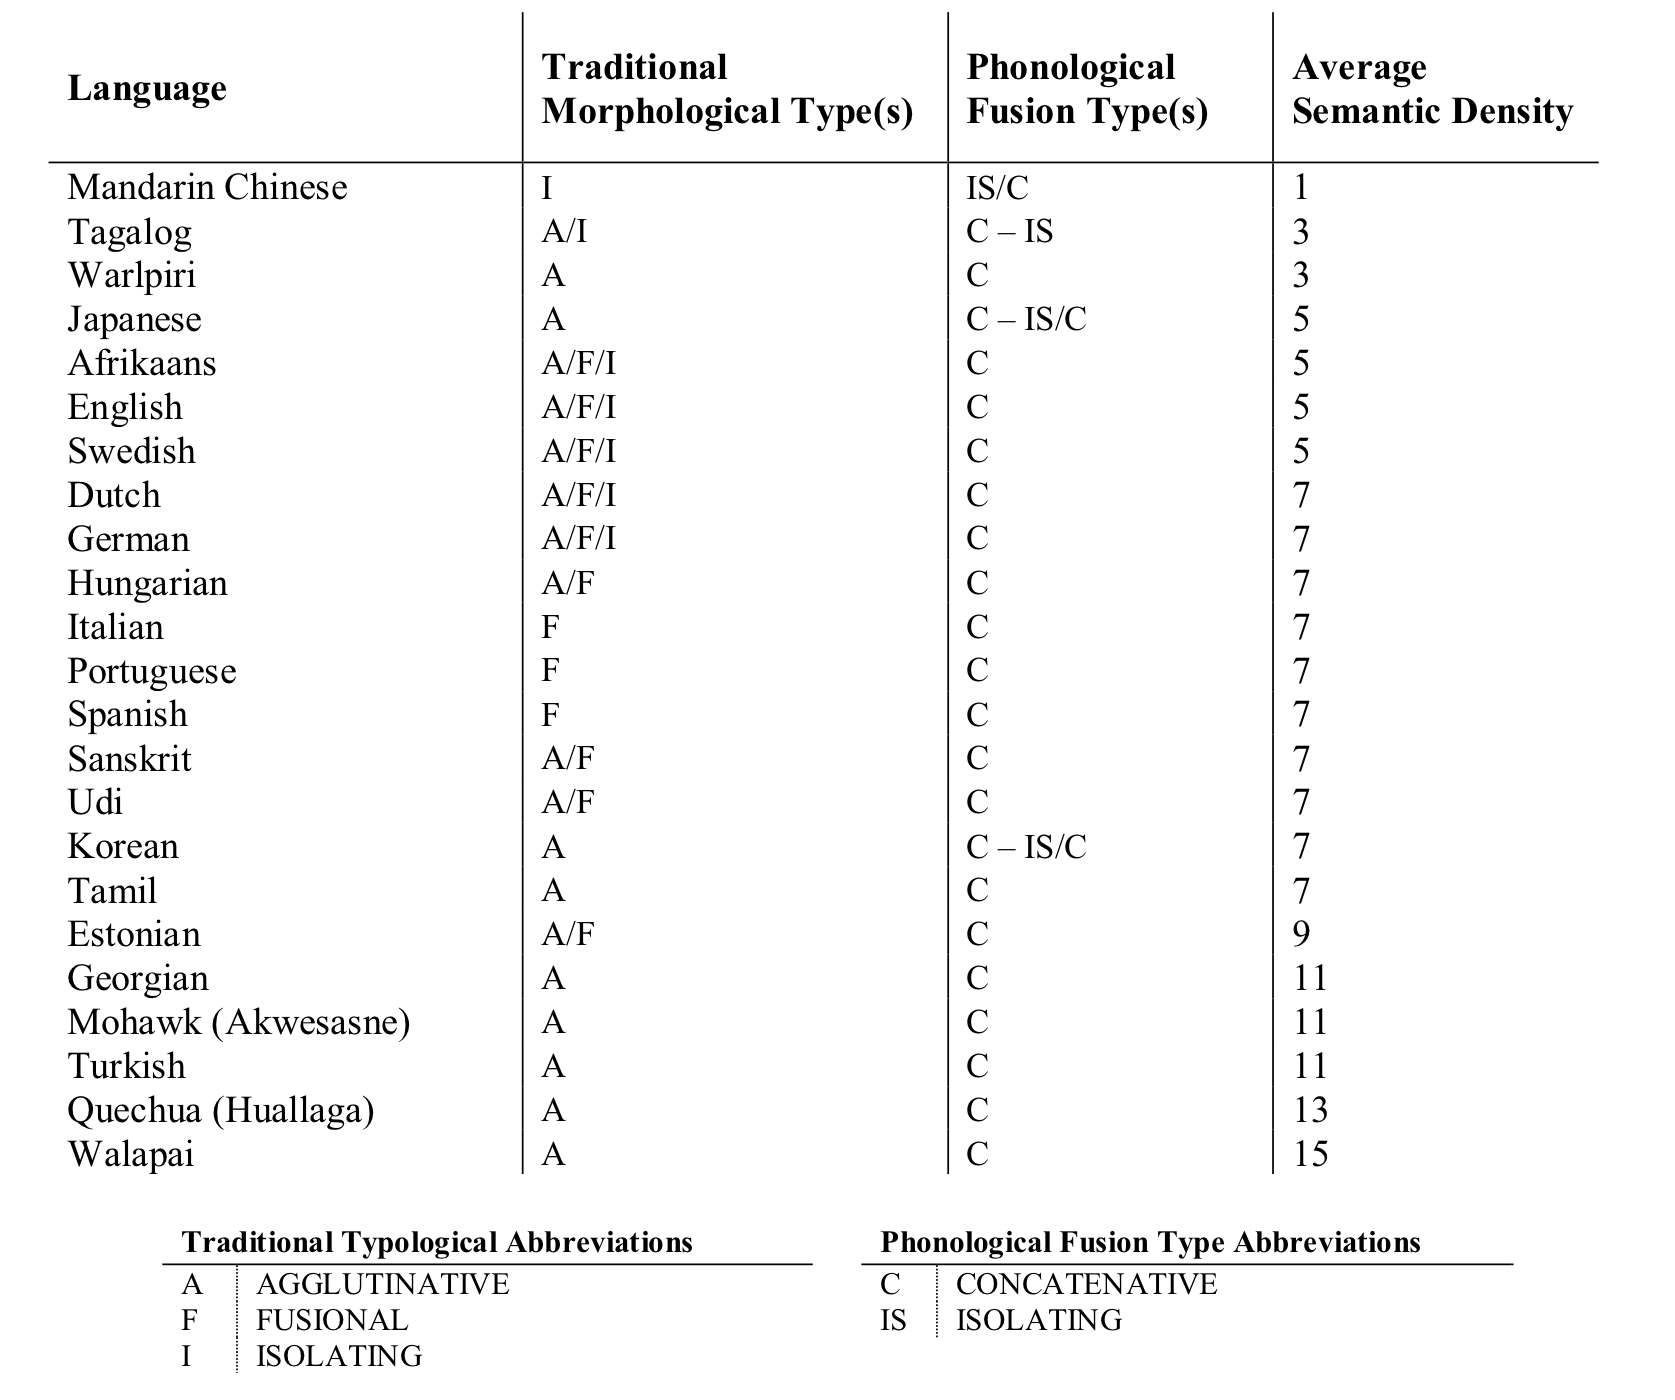 Language Traditional Morphological Type(s) Phonological Fusion Type(s) Average Semantic Density
Mandarin Chinese I IS/C 1
Tagalog A/I C – IS 3
Warlpiri A C 3
Japanese A C – IS/C 5
Afrikaans A/F/I C 5
English A/F/I C 5
Swedish A/F/I C 5
Dutch A/F/I C 7
German A/F/I C 7
Hungarian A/F C 7
Italian F C 7
Portuguese F C 7
Spanish F C 7
Sanskrit A/F C 7
Udi A/F C 7
Korean A C – IS/C 7
Tamil A C 7
Estonian A/F C 9
Georgian A C 11
Mohawk (Akwesasne) A C 11
Turkish A C 11
Quechua (Huallaga) A C 13
Walapai A C 15
Traditional Typological Abbreviations
A AGGLUTINATIVE
F FUSIONAL
I ISOLATING
Phonological Fusion Type Abbreviations
C CONCATENATIVE
IS ISOLATING